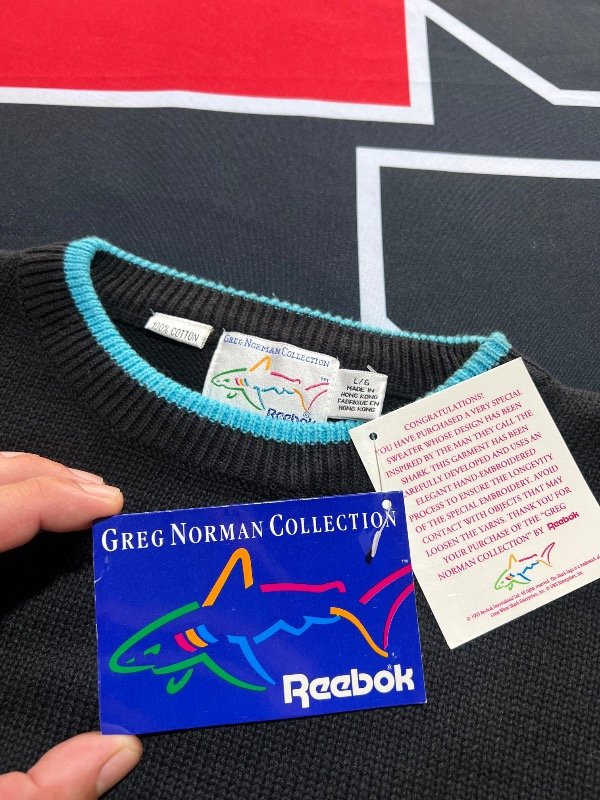 100% COTTON
GREG NORMAN COLLECTION
Reebok
L/G
MADE IN
HONG KONG
FABRIQUE EN
HONG KONG
CONGRATULATIONS!
YOU HAVE PURCHASED A VERY SPECIAL
SWEATER WHOSE DESIGN HAS BEEN
INSPIRED BY THE MAN THEY CALL THE
SHARK. THIS GARMENT HAS BEEN
CAREFULLY DEVELOPED AND USES AN
ELEGANT HAND-EMBROIDERED
PROCESS TO ENSURE THE LONGEVITY
OF THE SPECIAL EMBROIDERY. AVOID
CONTACT WITH OBJECTS THAT MAY
LOOSEN THE YARNS. THANK YOU FOR
YOUR PURCHASE OF THE "GREG
NORMAN COLLECTION" BY Reebok
GREG NORMAN COLLECTION
Reebok